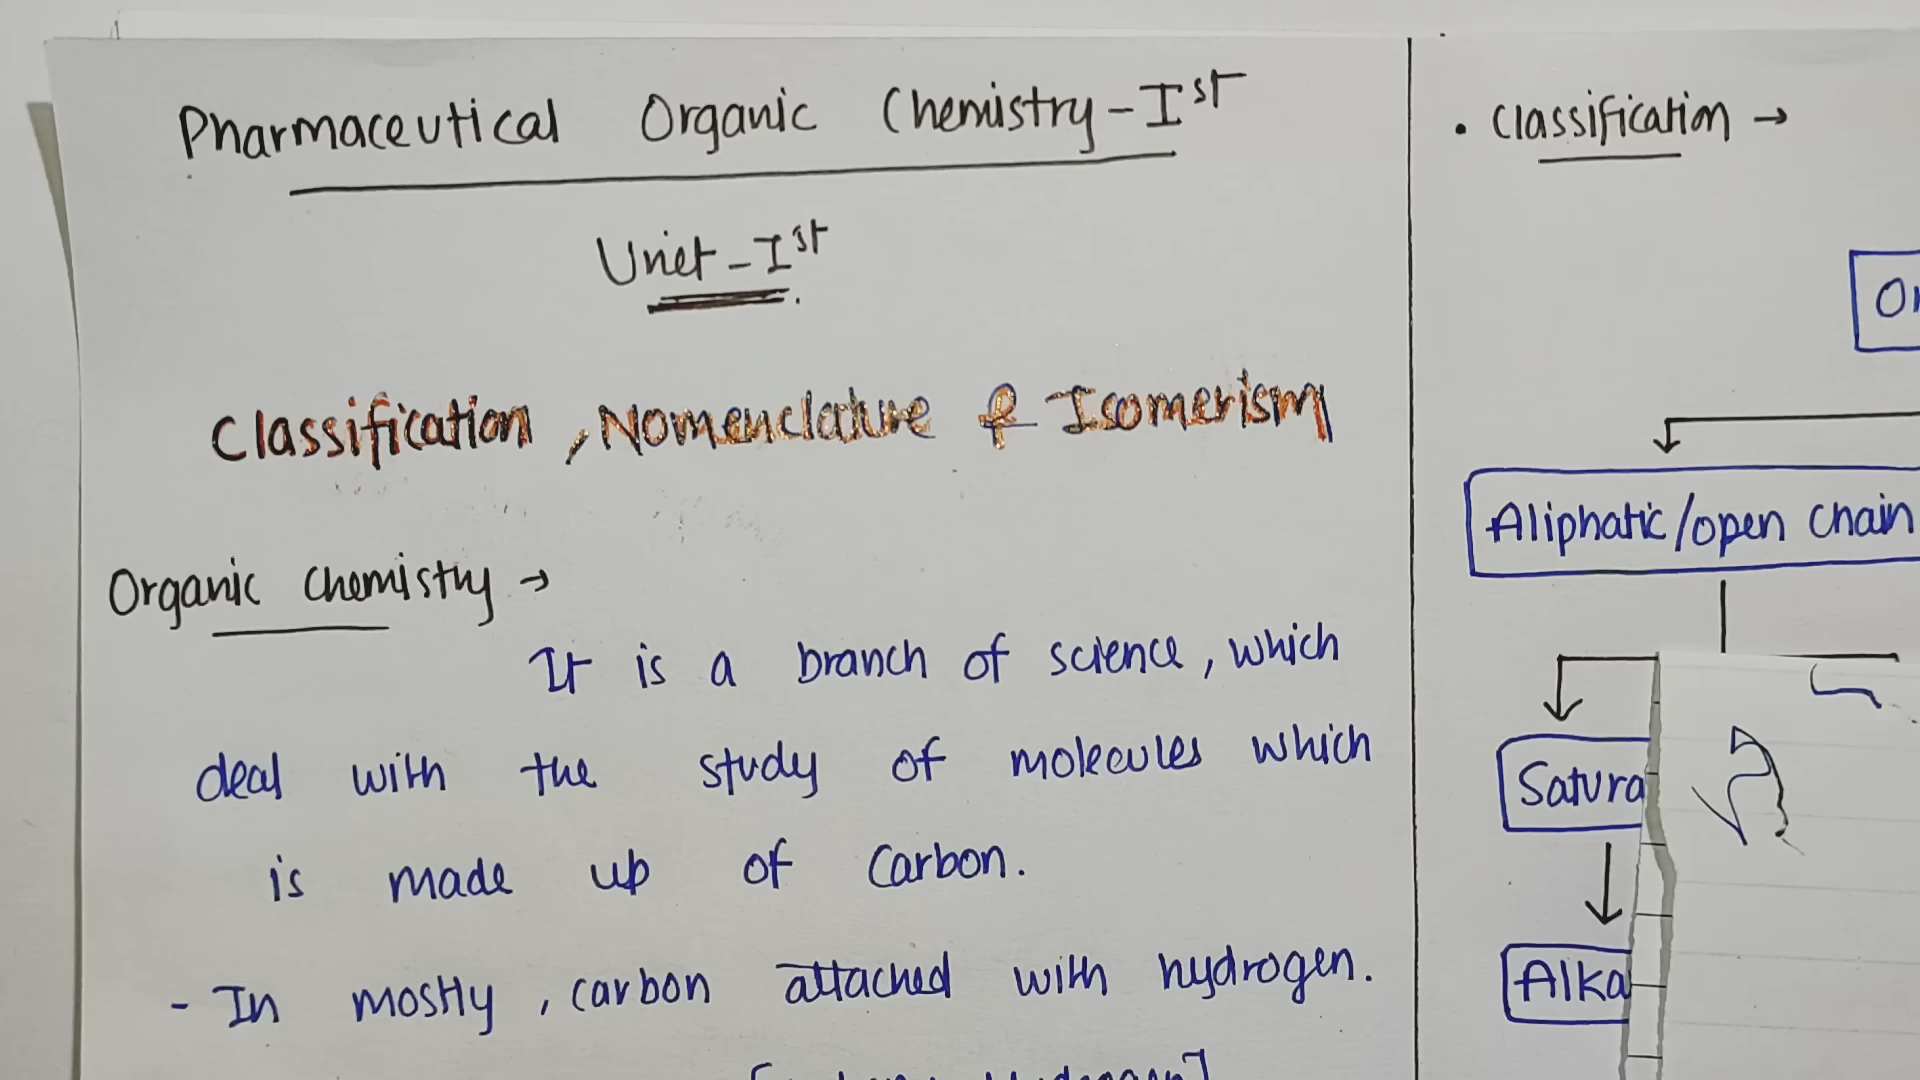 Pharmaceutical Organic Chemistry-Ist
Unit-Ist
Classification, Nomenclature & Isomerism
Organic Chemistry →
It is a branch of science, which
deal with the study of molecules which
is made up of Carbon.
- In mostly, carbon attached with hydrogen.
• Classification →
Aliphatic/open Chain
Satura
Alka